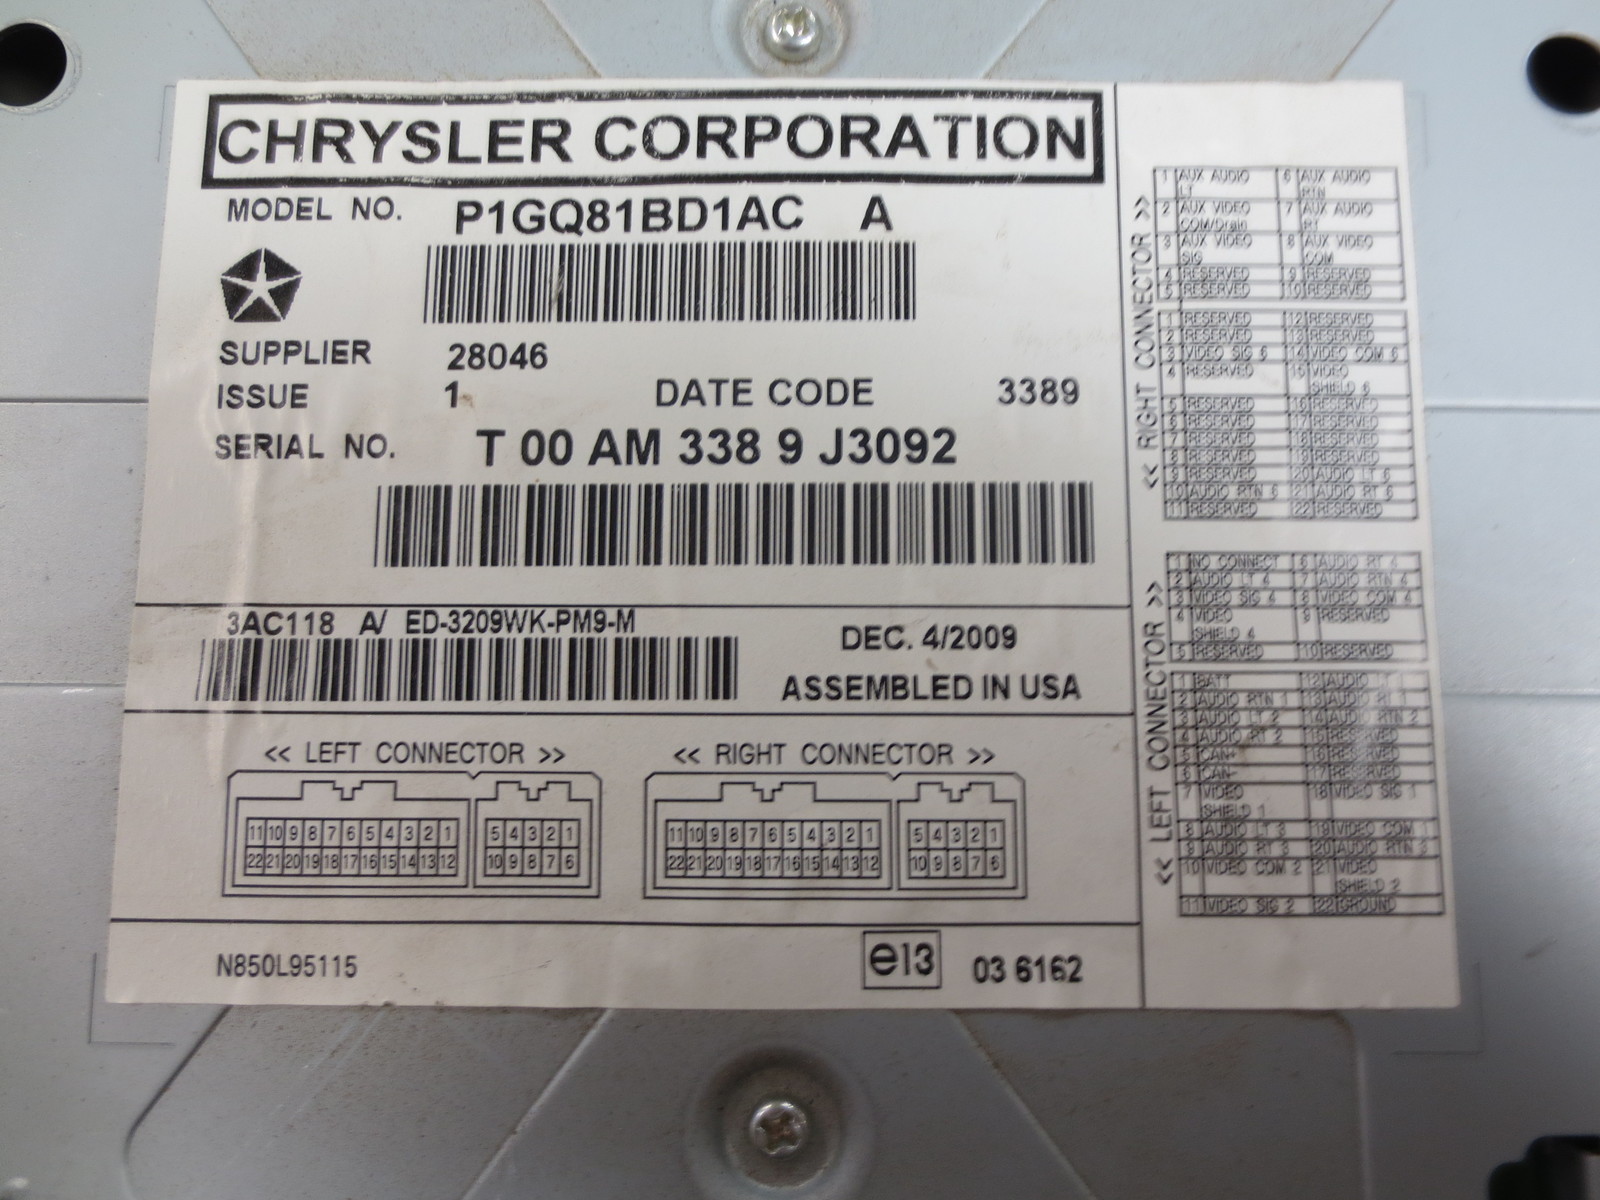 CHRYSLER CORPORATION
MODEL NO. P1GQ81BD1AC A
SUPPLIER 28046
ISSUE 1 DATE CODE 3389
SERIAL NO. T 00 AM 338 9 J3092
3AC118 A/ ED-3209WK-PM9-M
DEC. 4/2009
ASSEMBLED IN USA
<< LEFT CONNECTOR >> << RIGHT CONNECTOR >>
11 10 9 8 7 6 5 4 3 2 1 5 4 3 2 1 11 10 9 8 7 6 5 4 3 2 1 5 4 3 2 1
22 21 20 19 18 17 16 15 14 13 12 10 9 8 7 6 22 21 20 19 18 17 16 15 14 13 12 10 9 8 7 6
N850L95115 e13 03 6162
<< RIGHT CONNECTOR >>
1 AUX AUDIO LT 6 AUX AUDIO RTN
2 AUX VIDEO COM/Drain 7 AUX AUDIO RT
3 AUX VIDEO SIG 8 AUX VIDEO COM
4 RESERVED 9 RESERVED
5 RESERVED 10 RESERVED
1 RESERVED 12 RESERVED
2 RESERVED 13 RESERVED
3 VIDEO SIG 6 14 VIDEO COM 6
4 RESERVED 15 VIDEO SHIELD 6
5 RESERVED 16 RESERVED
6 RESERVED 17 RESERVED
7 RESERVED 18 RESERVED
8 RESERVED 19 RESERVED
9 RESERVED 20 AUDIO LT 6
10 AUDIO RTN 6 21 AUDIO RT 6
11 RESERVED 22 RESERVED
<< LEFT CONNECTOR >>
1 NO CONNECT 6 AUDIO RT 4
2 AUDIO LT 4 7 AUDIO RTN 4
3 VIDEO SIG 4 8 VIDEO COM 4
4 VIDEO SHIELD 4 9 RESERVED
5 RESERVED 10 RESERVED
1 BATT 12 AUDIO LT 1
2 AUDIO RTN 1 13 AUDIO RT 1
3 AUDIO LT 2 14 AUDIO RTN 2
4 AUDIO RT 2 15 RESERVED
5 CAN+ 16 RESERVED
6 CAN- 17 RESERVED
7 VIDEO SHIELD 1 18 VIDEO SIG 1
8 AUDIO LT 3 19 VIDEO COM 1
9 AUDIO RT 3 20 AUDIO RTN 3
10 VIDEO COM 2 21 VIDEO SHIELD 2
11 VIDEO SIG 2 22 GROUND